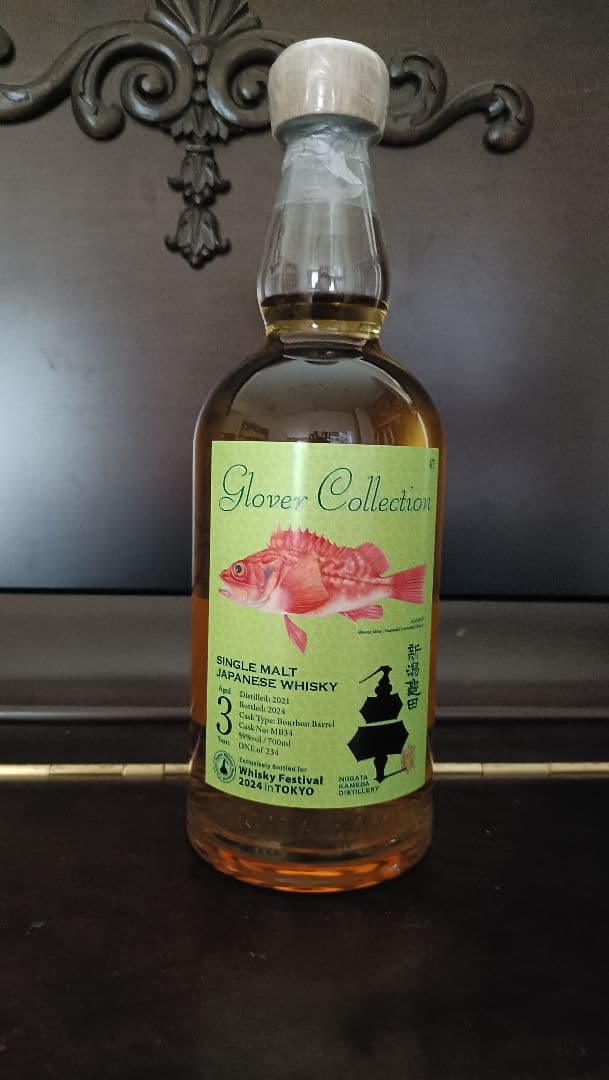 47
Glover Collection
SINGLE MALT
JAPANESE WHISKY
Aged
3
Years
Distilled: 2021
Bottled: 2024
Cask Type: Bourbon Barrel
Cask No: MB34
59%vol / 700ml
ONE of 234
Exclusively Bottled for
Whisky Festival
2024 in TOKYO
新潟亀田
NIIGATA
KAMEDA
DISTILLERY